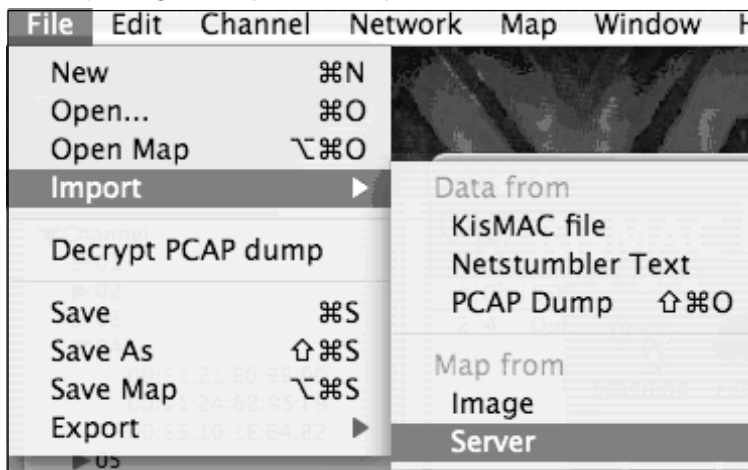 File Edit Channel Network Map Window
New ⌘N
Open... ⌘O
Open Map ⌥⌘O
Import ▶
Decrypt PCAP dump
Save ⌘S
Save As ⇧⌘S
Save Map ⌥⌘S
Export ▶
Data from
KisMAC file
Netstumbler Text
PCAP Dump ⇧⌘O
Map from
Image
Server
05